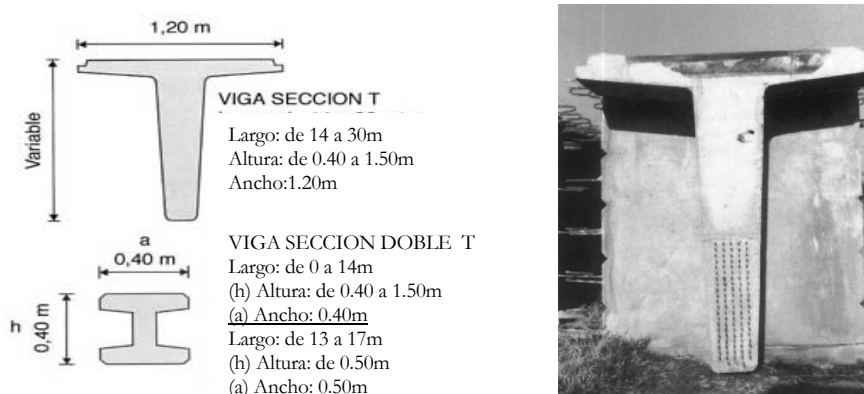 1,20 m
Variable
VIGA SECCION T
Largo: de 14 a 30m
Altura: de 0.40 a 1.50m
Ancho:1.20m
a
0,40 m
h
0,40 m
VIGA SECCION DOBLE T
Largo: de 0 a 14m
(h) Altura: de 0.40 a 1.50m
(a) Ancho: 0.40m
Largo: de 13 a 17m
(h) Altura: de 0.50m
(a) Ancho: 0.50m